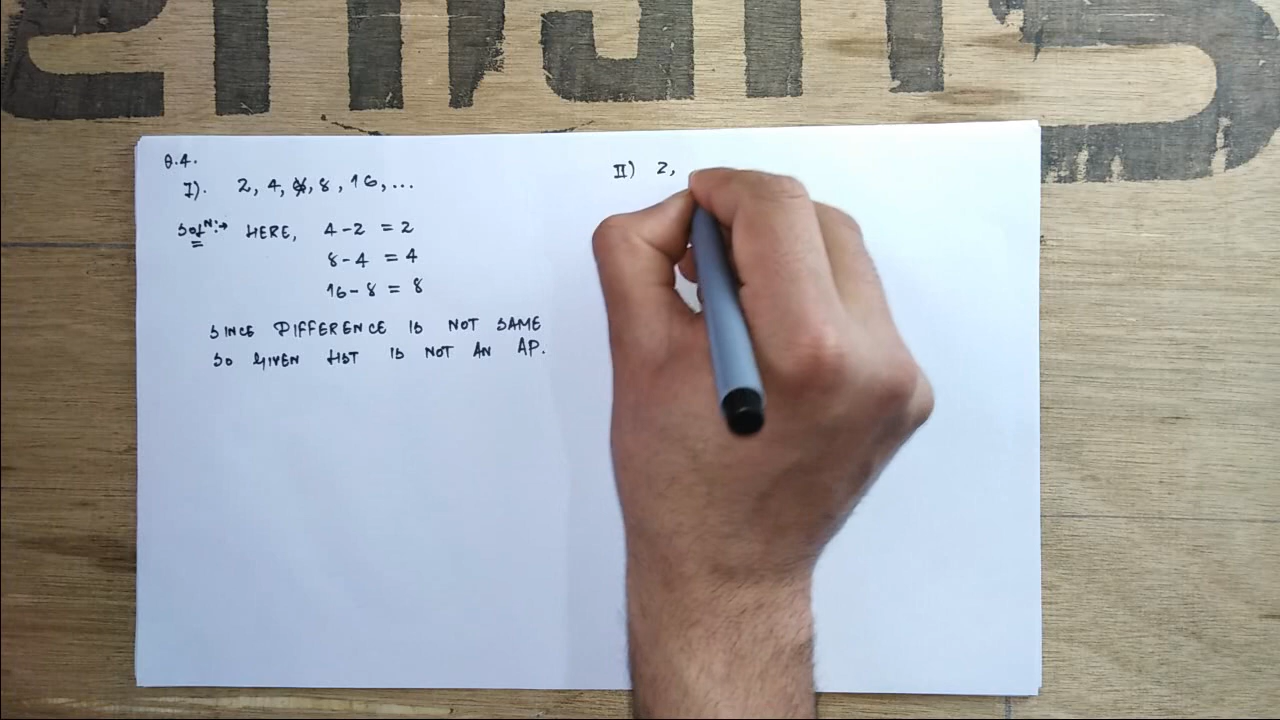 Q.4.
I). 2, 4, 8, 16, ...
SOLN:→ HERE, 4-2 = 2
8-4 = 4
16-8 = 8
SINCE DIFFERENCE IS NOT SAME
SO GIVEN LIST IS NOT AN AP.
II) 2,